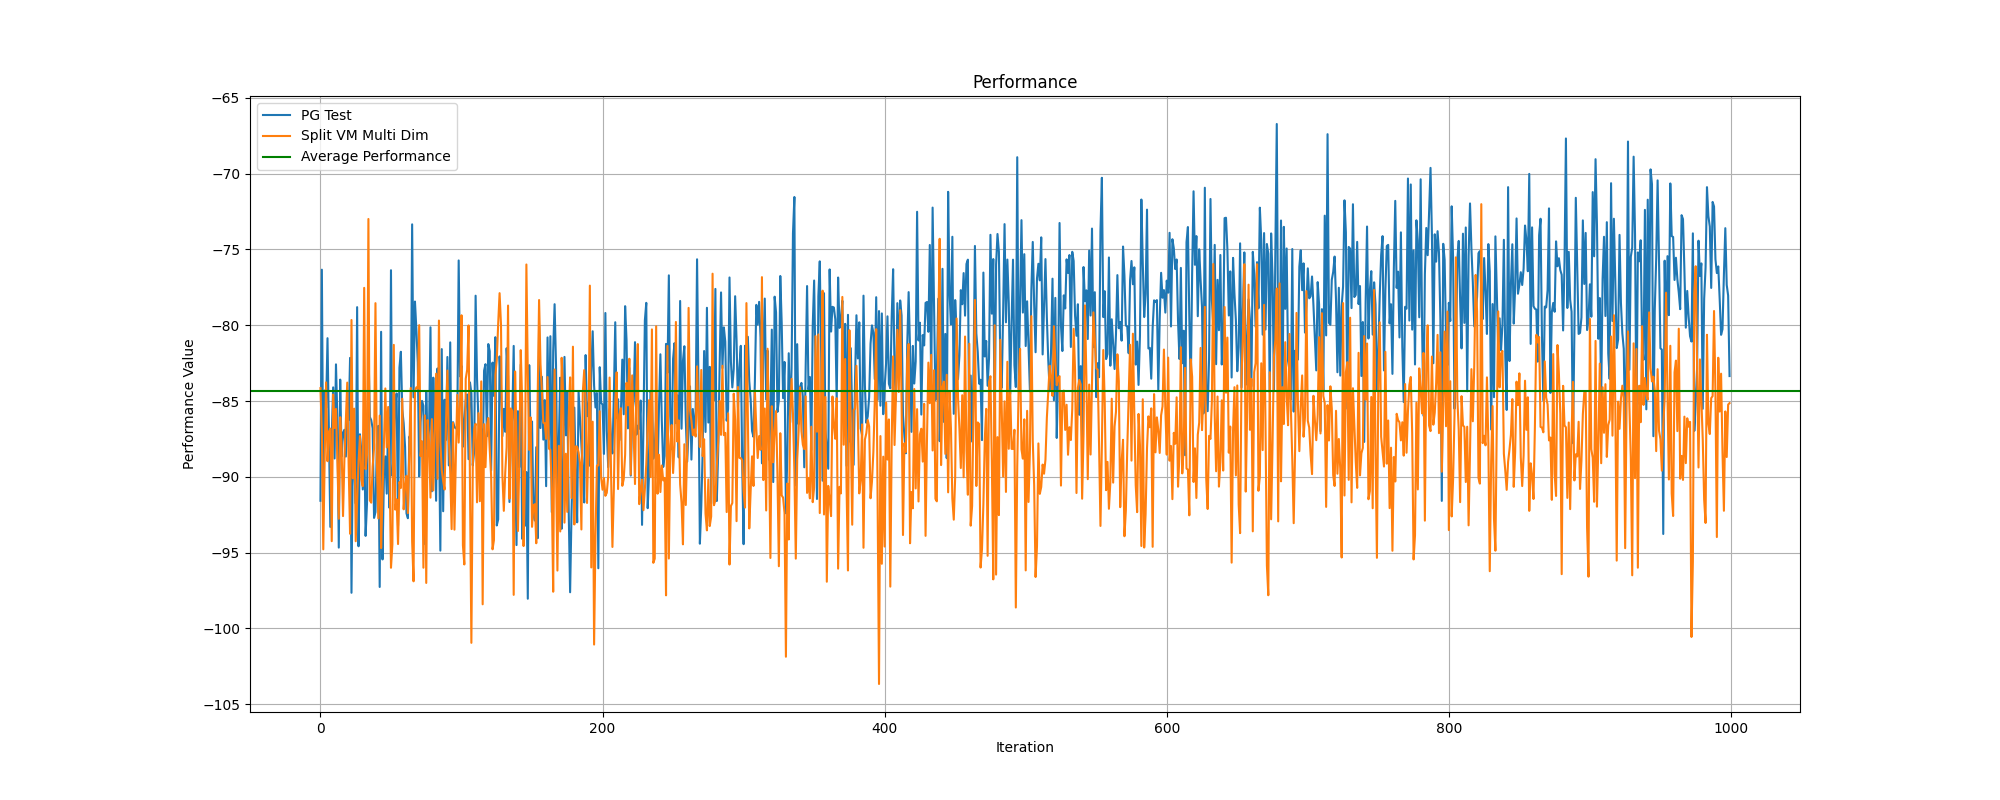 Performance
PG Test
Split VM Multi Dim
Average Performance
−65
−70
−75
−80
−85
−90
−95
−100
−105
Performance Value
0 200 400 600 800 1000
Iteration